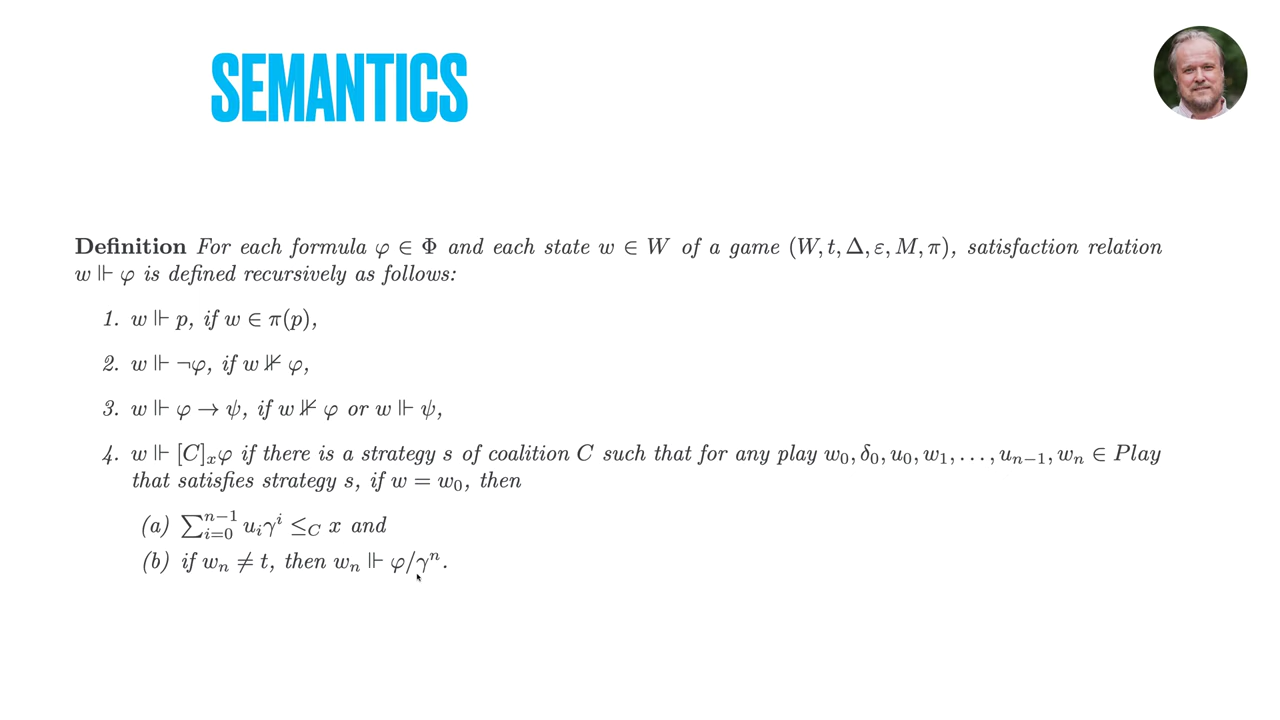 SEMANTICS
Definition For each formula φ ∈ Φ and each state w ∈ W of a game (W, t, Δ, ε, M, π), satisfaction relation
w ⊩ φ is defined recursively as follows:
1. w ⊩ p, if w ∈ π(p),
2. w ⊩ ¬φ, if w ⊮ φ,
3. w ⊩ φ → ψ, if w ⊮ φ or w ⊩ ψ,
4. w ⊩ [C]ₓφ if there is a strategy s of coalition C such that for any play w₀, δ₀, u₀, w₁, . . . , uₙ₋₁, wₙ ∈ Play
that satisfies strategy s, if w = w₀, then
(a) ∑ᵢ₌₀ⁿ⁻¹ uᵢγⁱ ≤_C x and
(b) if wₙ ≠ t, then wₙ ⊩ φ/γⁿ.